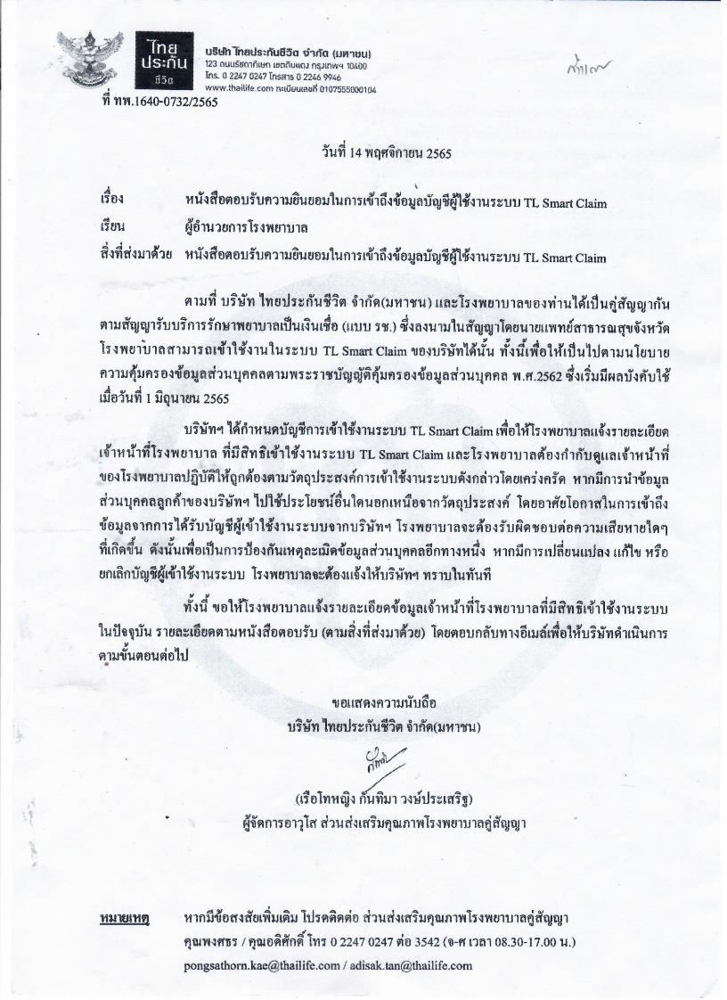 ไทย
ประกัน
ชีวิต
บริษัท ไทยประกันชีวิต จำกัด (มหาชน)
123 ถนนรัชดาภิเษก เขตดินแดง กรุงเทพฯ 10400
โทร. 0 2247 0247 โทรสาร 0 2246 9946
www.thailife.com ทะเบียนเลขที่ 0107555000104
สำเนา
ที่ ทพ.1640-0732/2565
วันที่ 14 พฤศจิกายน 2565
เรื่อง หนังสือตอบรับความยินยอมในการเข้าถึงข้อมูลบัญชีผู้ใช้งานระบบ TL Smart Claim
เรียน ผู้อำนวยการโรงพยาบาล
สิ่งที่ส่งมาด้วย หนังสือตอบรับความยินยอมในการเข้าถึงข้อมูลบัญชีผู้ใช้งานระบบ TL Smart Claim
ตามที่ บริษัท ไทยประกันชีวิต จำกัด(มหาชน) และโรงพยาบาลของท่านได้เป็นคู่สัญญากัน
ตามสัญญารับบริการรักษาพยาบาลเป็นเงินเชื่อ (แบบ รช.) ซึ่งลงนามในสัญญาโดยนายแพทย์สาธารณสุขจังหวัด
โรงพยาบาลสามารถเข้าใช้งานในระบบ TL Smart Claim ของบริษัทได้นั้น ทั้งนี้เพื่อให้เป็นไปตามนโยบาย
ความคุ้มครองข้อมูลส่วนบุคคลตามพระราชบัญญัติคุ้มครองข้อมูลส่วนบุคคล พ.ศ.2562 ซึ่งเริ่มมีผลบังคับใช้
เมื่อวันที่ 1 มิถุนายน 2565
บริษัทฯ ได้กำหนดบัญชีการเข้าใช้งานระบบ TL Smart Claim เพื่อให้โรงพยาบาลแจ้งรายละเอียด
เจ้าหน้าที่โรงพยาบาล ที่มีสิทธิเข้าใช้งานระบบ TL Smart Claim และโรงพยาบาลต้องกำกับดูแลเจ้าหน้าที่
ของโรงพยาบาลปฏิบัติให้ถูกต้องตามวัตถุประสงค์การเข้าใช้งานระบบดังกล่าวโดยเคร่งครัด หากมีการนำข้อมูล
ส่วนบุคคลลูกค้าของบริษัทฯ ไปใช้ประโยชน์อื่นใดนอกเหนือจากวัตถุประสงค์ โดยอาศัยโอกาสในการเข้าถึง
ข้อมูลจากการได้รับบัญชีผู้เข้าใช้งานระบบจากบริษัทฯ โรงพยาบาลจะต้องรับผิดชอบต่อความเสียหายใดๆ
ที่เกิดขึ้น ดังนั้นเพื่อเป็นการป้องกันเหตุละเมิดข้อมูลส่วนบุคคลอีกทางหนึ่ง หากมีการเปลี่ยนแปลง แก้ไข หรือ
ยกเลิกบัญชีผู้เข้าใช้งานระบบ โรงพยาบาลจะต้องแจ้งให้บริษัทฯ ทราบในทันที
ทั้งนี้ ขอให้โรงพยาบาลแจ้งรายละเอียดข้อมูลเจ้าหน้าที่โรงพยาบาลที่มีสิทธิเข้าใช้งานระบบ
ในปัจจุบัน รายละเอียดตามหนังสือตอบรับ (ตามสิ่งที่ส่งมาด้วย) โดยตอบกลับทางอีเมล์เพื่อให้บริษัทดำเนินการ
ตามขั้นตอนต่อไป
ขอแสดงความนับถือ
บริษัท ไทยประกันชีวิต จำกัด(มหาชน)
(เรือโทหญิง กันทิมา วงษ์ประเสริฐ)
ผู้จัดการอาวุโส ส่วนส่งเสริมคุณภาพโรงพยาบาลคู่สัญญา
หมายเหตุ หากมีข้อสงสัยเพิ่มเติม โปรดติดต่อ ส่วนส่งเสริมคุณภาพโรงพยาบาลคู่สัญญา
คุณพงศธร / คุณอดิศักดิ์ โทร 0 2247 0247 ต่อ 3542 (จ-ศ เวลา 08.30-17.00 น.)
pongsathorn.kae@thailife.com / adisak.tan@thailife.com